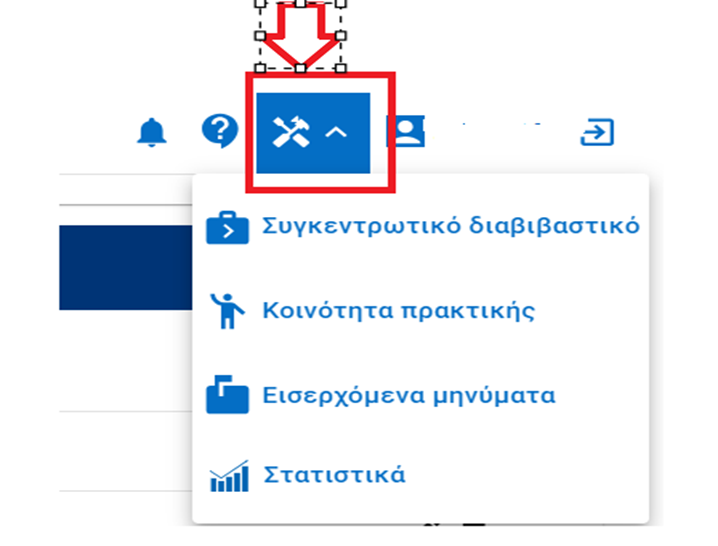 Συγκεντρωτικό διαβιβαστικό
Κοινότητα πρακτικής
Εισερχόμενα μηνύματα
Στατιστικά